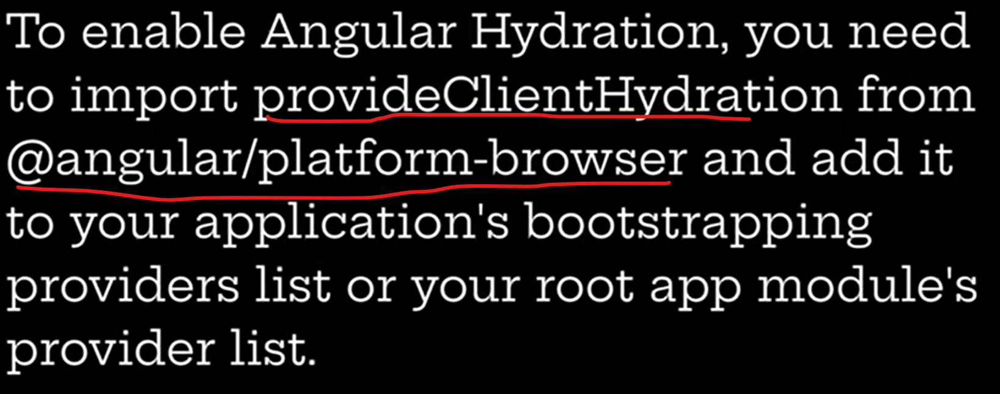 To enable Angular Hydration, you need
to import provideClientHydration from
@angular/platform-browser and add it
to your application's bootstrapping
providers list or your root app module's
provider list.